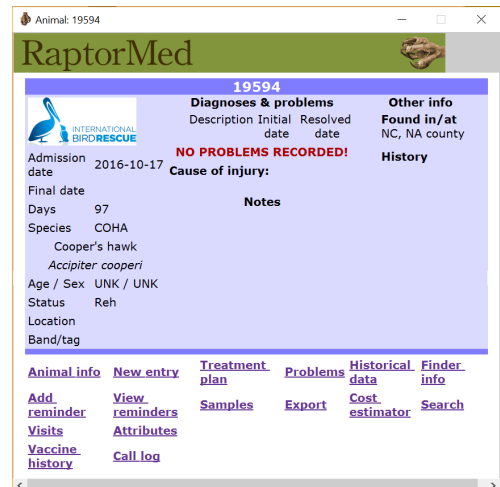 Animal: 19594
RaptorMed
19594
INTERNATIONAL
BIRDRESCUE
Admission date 2016-10-17
Final date
Days 97
Species COHA
Cooper's hawk
Accipiter cooperi
Age / Sex UNK / UNK
Status Reh
Location
Band/tag
Diagnoses & problems
Description Initial date Resolved date
NO PROBLEMS RECORDED!
Cause of injury:
Notes
Other info
Found in/at
NC, NA county
History
Animal info New entry Treatment plan Problems Historical data Finder info
Add reminder View reminders Samples Export Cost estimator Search
Visits Attributes
Vaccine history Call log